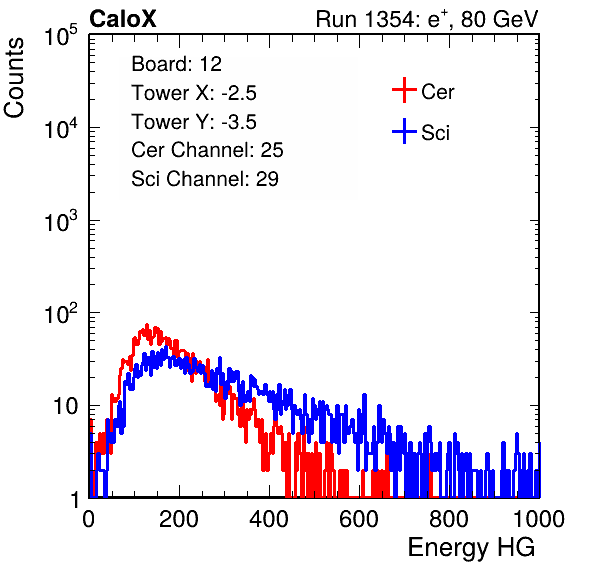 CaloX Run 1354: e⁺, 80 GeV
Counts
Board: 12
Tower X: -2.5
Tower Y: -3.5
Cer Channel: 25
Sci Channel: 29
Cer
Sci
10⁵
10⁴
10³
10²
10
1
0 200 400 600 800 1000
Energy HG